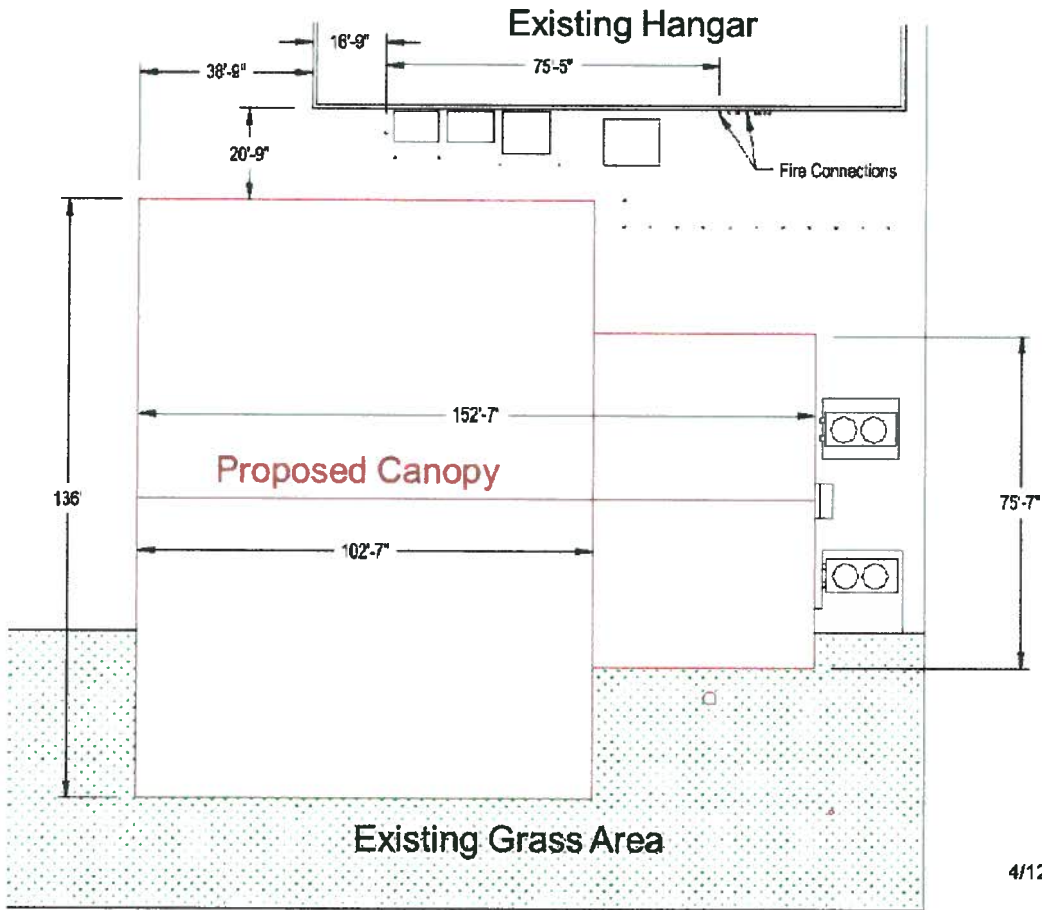 Existing Hangar
16'-9"
38'-9"
75'-5"
20'-9"
Fire Connections
152'-7"
Proposed Canopy
136'
75'-7"
102'-7"
Existing Grass Area
4/12